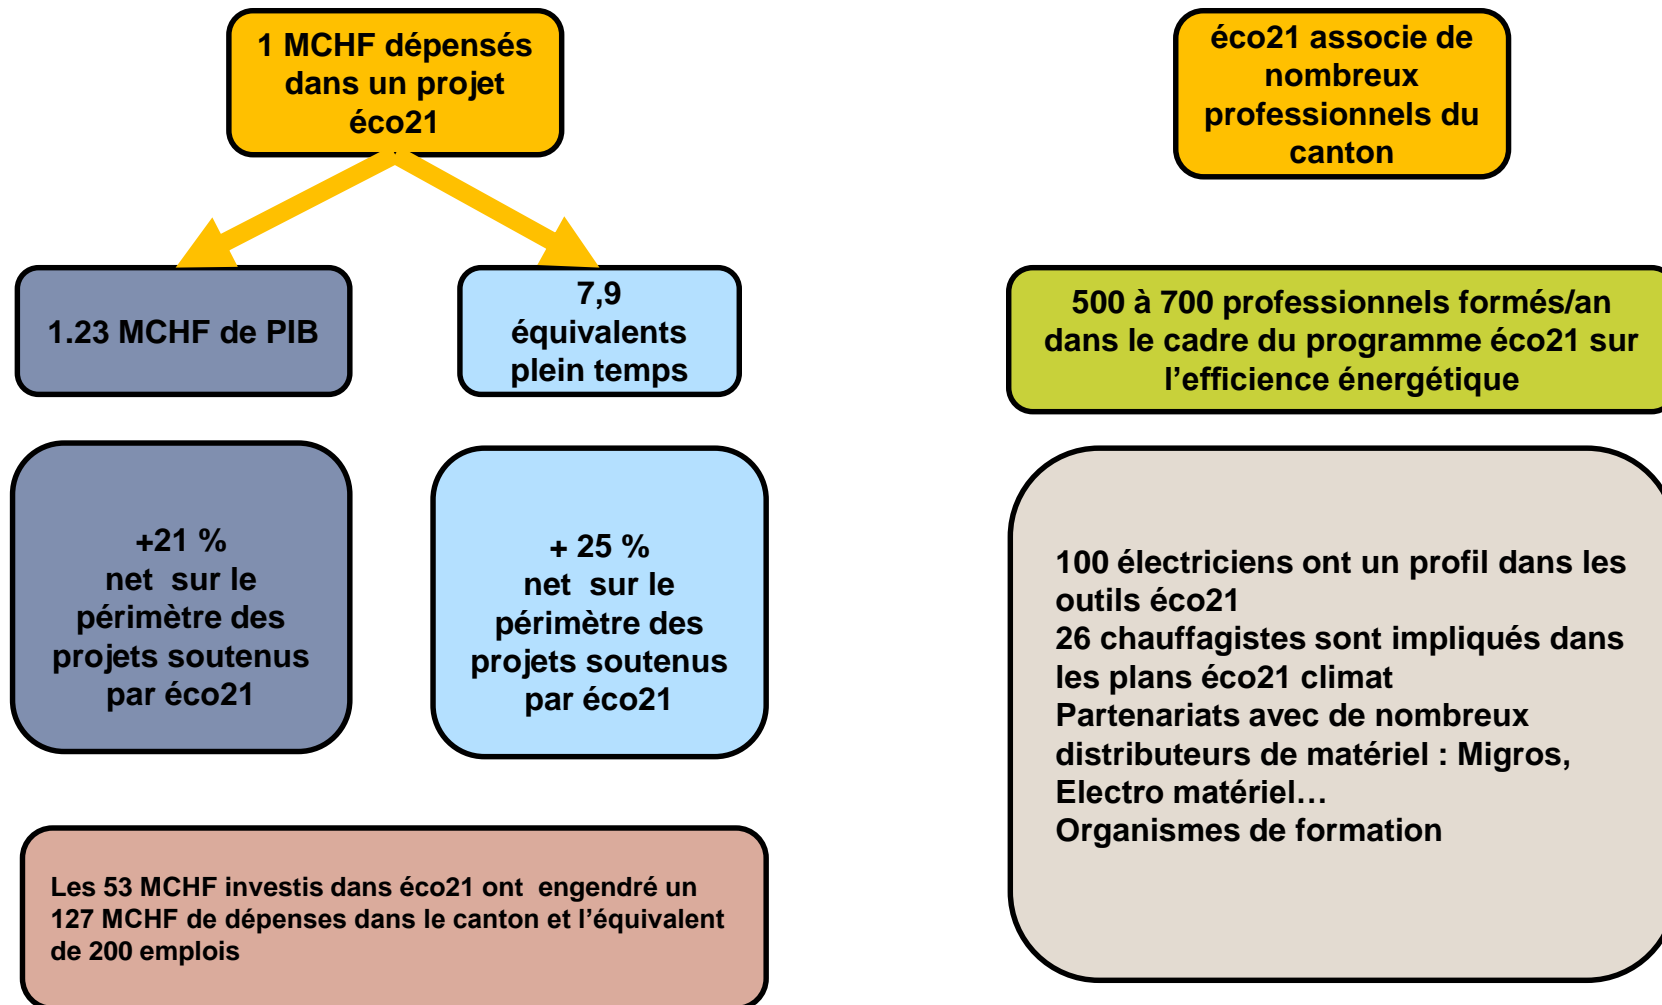 1 MCHF dépensés
dans un projet
éco21
1.23 MCHF de PIB
7,9
équivalents
plein temps
+21 %
net sur le
périmètre des
projets soutenus
par éco21
+ 25 %
net sur le
périmètre des
projets soutenus
par éco21
Les 53 MCHF investis dans éco21 ont engendré un
127 MCHF de dépenses dans le canton et l’équivalent
de 200 emplois
éco21 associe de
nombreux
professionnels du
canton
500 à 700 professionnels formés/an
dans le cadre du programme éco21 sur
l’efficience énergétique
100 électriciens ont un profil dans les
outils éco21
26 chauffagistes sont impliqués dans
les plans éco21 climat
Partenariats avec de nombreux
distributeurs de matériel : Migros,
Electro matériel…
Organismes de formation